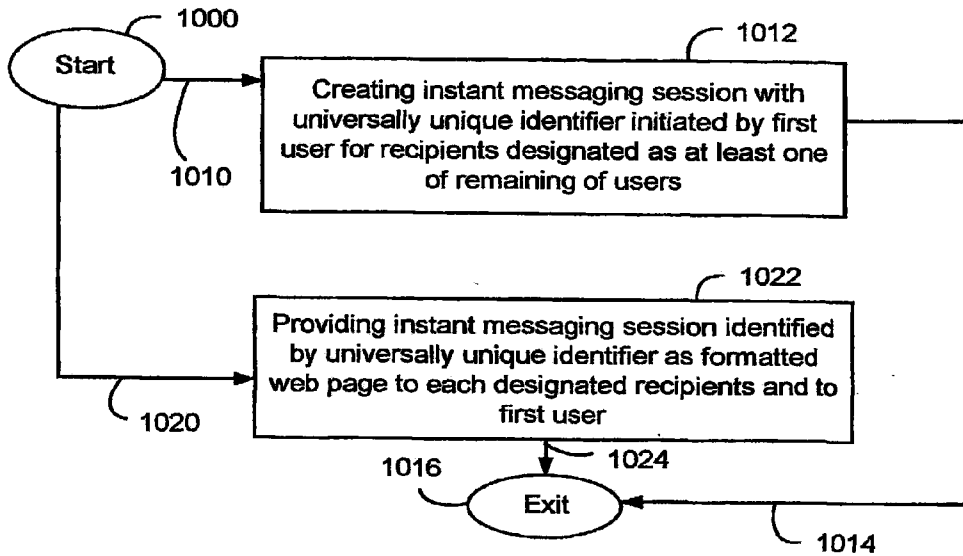 1000
Start
1012
Creating instant messaging session with
universally unique identifier initiated by first
user for recipients designated as at least one
of remaining of users
1010
1022
Providing instant messaging session identified
by universally unique identifier as formatted
web page to each designated recipients and to
first user
1020
1024
1016
Exit
1014